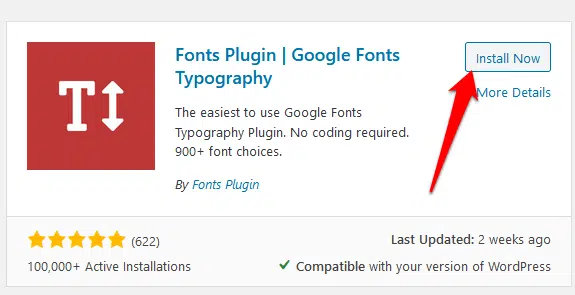 Fonts Plugin | Google Fonts
Typography
Install Now
More Details
The easiest to use Google Fonts
Typography Plugin. No coding required.
900+ font choices.
By Fonts Plugin
(622)
Last Updated: 2 weeks ago
100,000+ Active Installations
Compatible with your version of WordPress